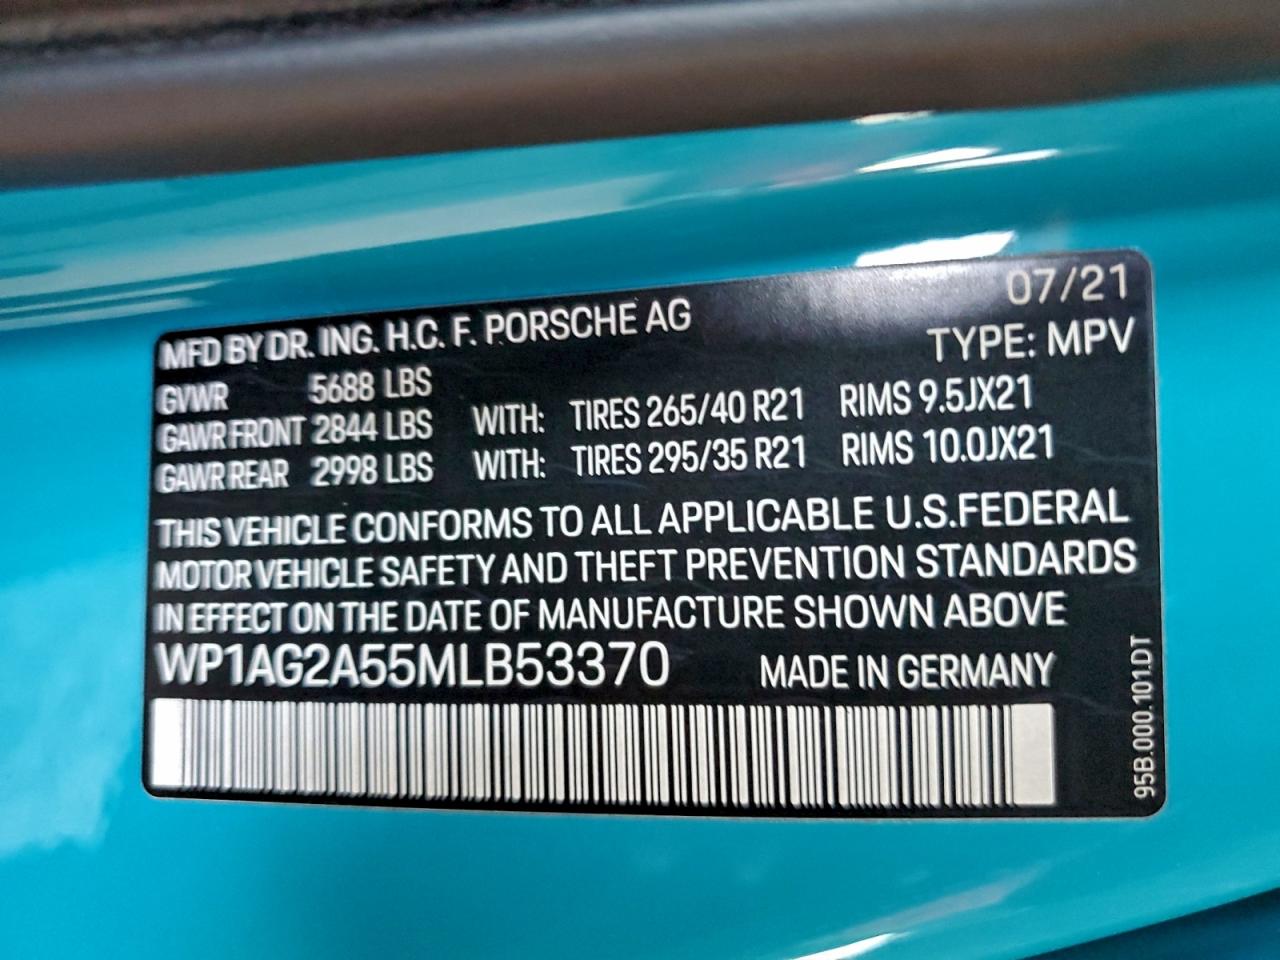 07/21
MFD BY DR. ING. H.C. F. PORSCHE AG TYPE: MPV
GVWR 5688 LBS
GAWR FRONT 2844 LBS WITH: TIRES 265/40 R21 RIMS 9.5JX21
GAWR REAR 2998 LBS WITH: TIRES 295/35 R21 RIMS 10.0JX21
THIS VEHICLE CONFORMS TO ALL APPLICABLE U.S.FEDERAL
MOTOR VEHICLE SAFETY AND THEFT PREVENTION STANDARDS
IN EFFECT ON THE DATE OF MANUFACTURE SHOWN ABOVE
WP1AG2A55MLB53370 MADE IN GERMANY
95B.000.101.DT